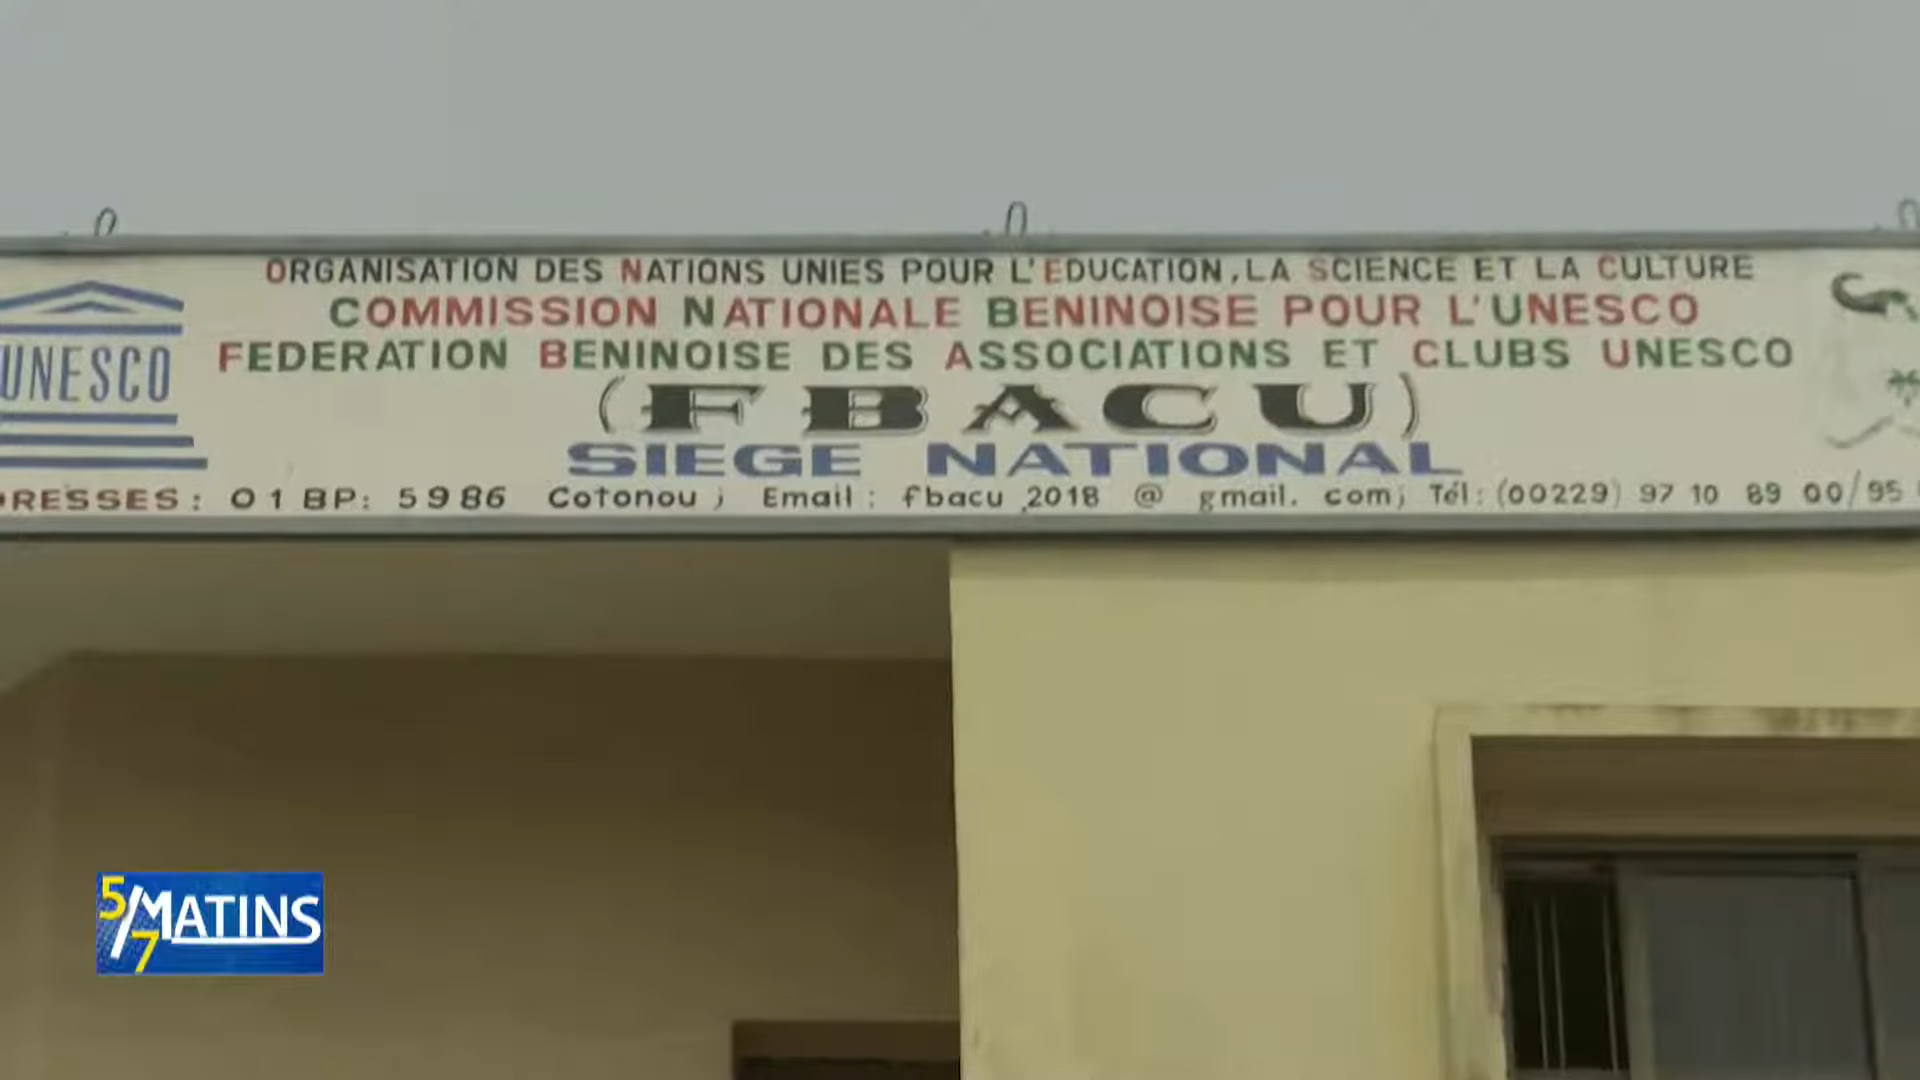 ORGANISATION DES NATIONS UNIES POUR L'EDUCATION, LA SCIENCE ET LA CULTURE
COMMISSION NATIONALE BENINOISE POUR L'UNESCO
UNESCO
FEDERATION BENINOISE DES ASSOCIATIONS ET CLUBS UNESCO
(FBACU)
SIEGE NATIONAL
RESSES: 01 BP: 5986 Cotonou; Email: fbacu2018@gmail.com; Tél: (00229) 97 10 89 00/95
5/7 MATINS